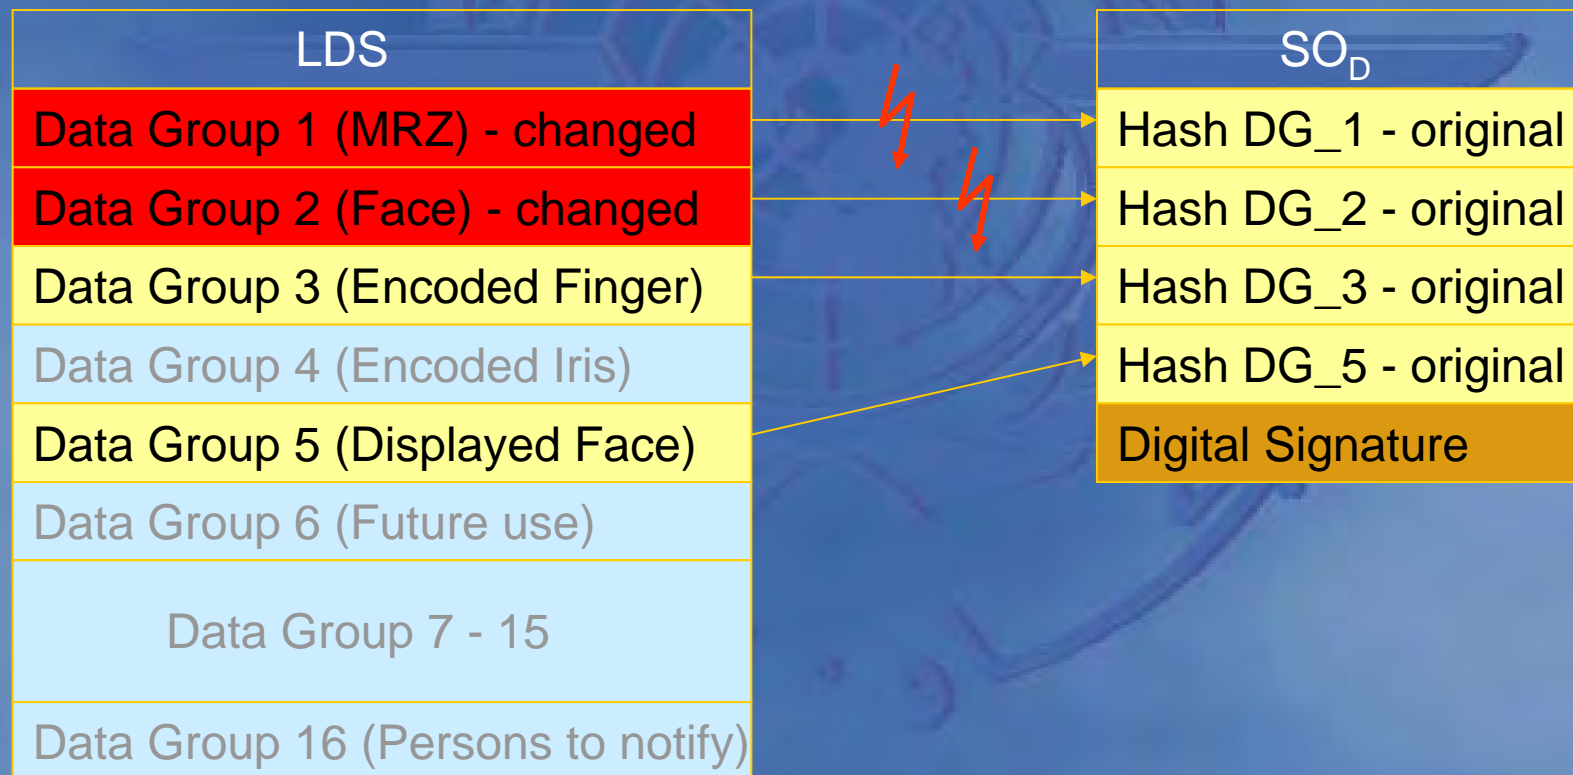 LDS
Data Group 1 (MRZ) - changed
Data Group 2 (Face) - changed
Data Group 3 (Encoded Finger)
Data Group 4 (Encoded Iris)
Data Group 5 (Displayed Face)
Data Group 6 (Future use)
Data Group 7 - 15
Data Group 16 (Persons to notify)
SO_D
Hash DG_1 - original
Hash DG_2 - original
Hash DG_3 - original
Hash DG_5 - original
Digital Signature